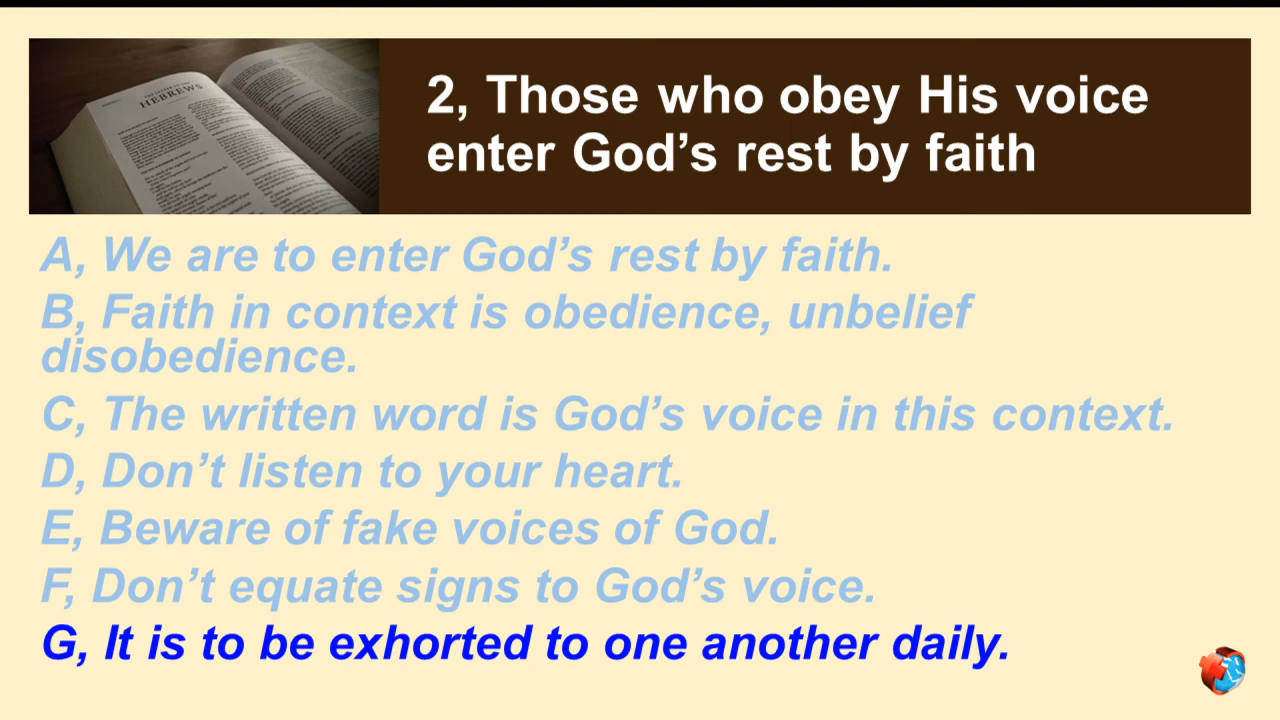 HEBREWS
2, Those who obey His voice
enter God’s rest by faith
A, We are to enter God’s rest by faith.
B, Faith in context is obedience, unbelief
disobedience.
C, The written word is God’s voice in this context.
D, Don’t listen to your heart.
E, Beware of fake voices of God.
F, Don’t equate signs to God’s voice.
G, It is to be exhorted to one another daily.